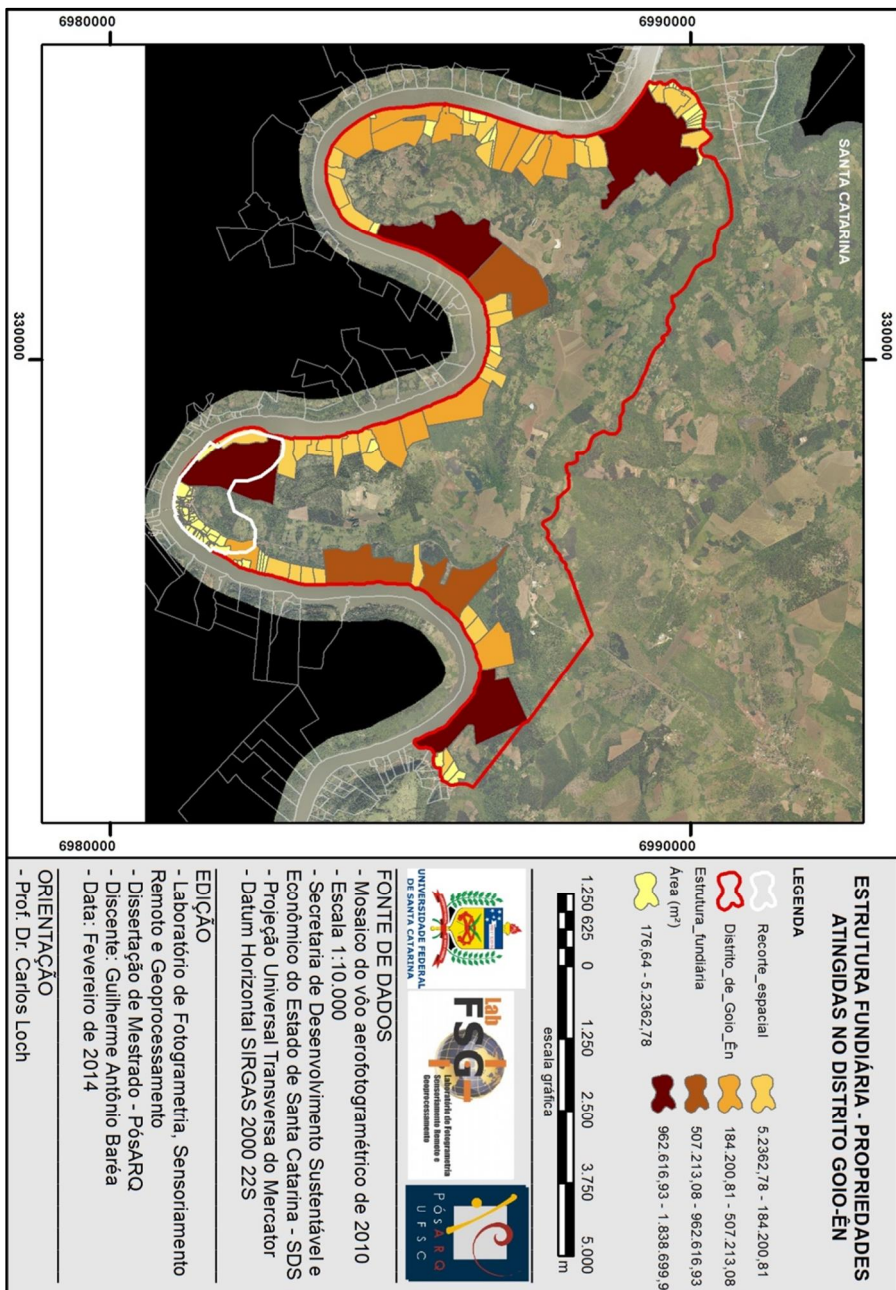 6980000
6990000
330000
330000
SANTA CATARINA
6980000
6990000
ESTRUTURA FUNDIÁRIA - PROPRIEDADES
ATINGIDAS NO DISTRITO GOIO-ÊN
LEGENDA
Recorte_espacial
Distrito_de_Goio_Ên
Estrutura_fundiária
Área (m²)
176,64 - 5.2362,78
5.2362,78 - 184.200,81
184.200,81 - 507.213,08
507.213,08 - 962.616,93
962.616,93 - 1.838.699,9
1.250 625 0 1.250 2.500 3.750 5.000
m
escala gráfica
UNIVERSIDADE FEDERAL
DE SANTA CATARINA
Lab
FSG
Laboratório de Fotogrametria
Sensoriamento Remoto e
Geoprocessamento
PÓSARQ
UFSC
FONTE DE DADOS
- Mosaico do vôo aerofotogramétrico de 2010
- Escala 1:10.000
- Secretaria de Desenvolvimento Sustentável e
Econômico do Estado de Santa Catarina - SDS
- Projeção Universal Transversa do Mercator
- Datum Horizontal SIRGAS 2000 22S
EDIÇÃO
- Laboratório de Fotogrametria, Sensoriamento
Remoto e Geoprocessamento
- Dissertação de Mestrado - PósARQ
- Discente: Guilherme Antônio Baréa
- Data: Fevereiro de 2014
ORIENTAÇÃO
- Prof. Dr. Carlos Loch